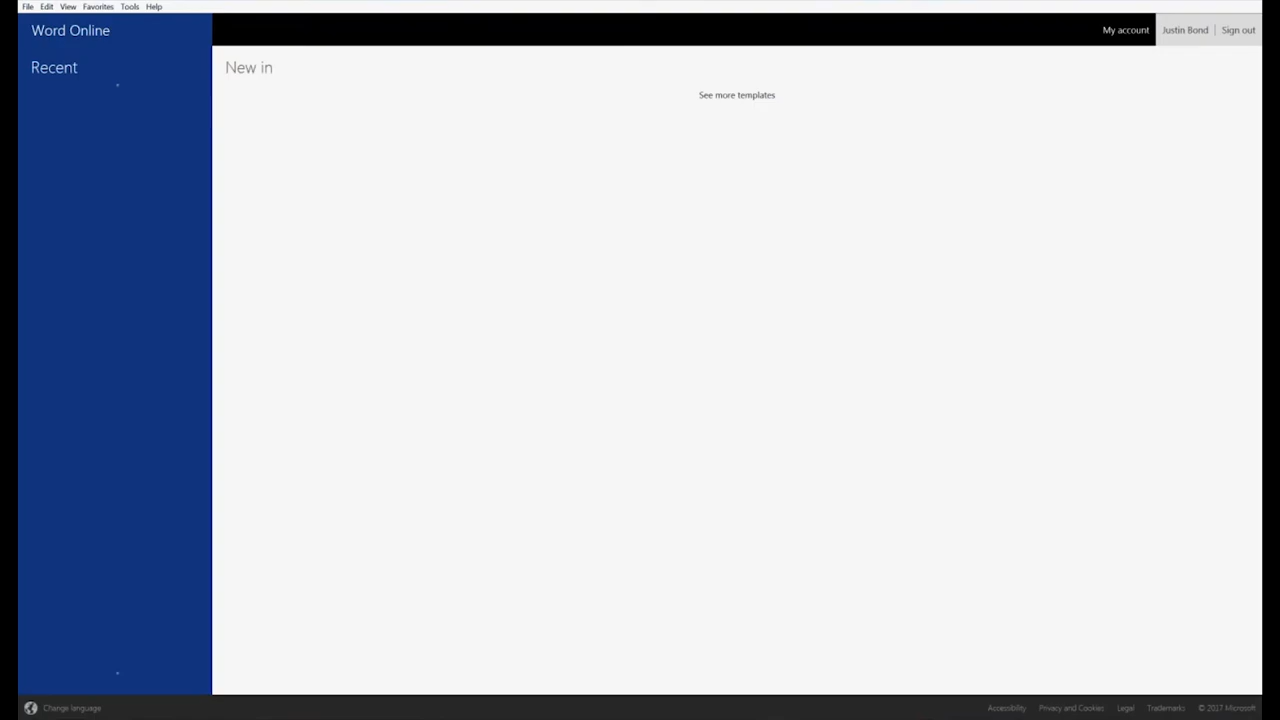 File Edit View Favorites Tools Help
Word Online
My account Justin Bond Sign out
Recent
New in
See more templates
Change language
Accessibility Privacy and Cookies Legal Trademarks © 2017 Microsoft